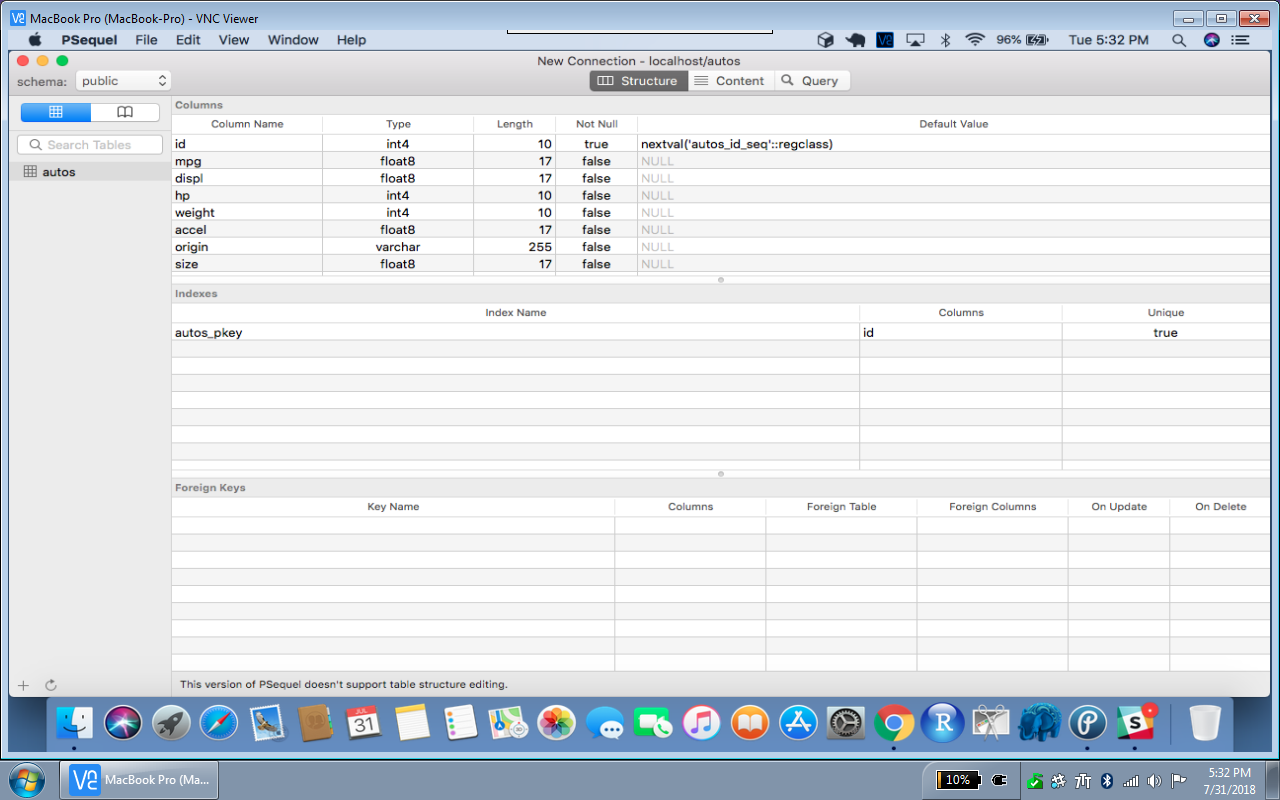 MacBook Pro (MacBook-Pro) - VNC Viewer
PSequel File Edit View Window Help 96% Tue 5:32 PM
New Connection - localhost/autos
schema: public Structure Content Query
Search Tables
autos
Columns
Column Name Type Length Not Null Default Value
id int4 10 true nextval('autos_id_seq'::regclass)
mpg float8 17 false NULL
displ float8 17 false NULL
hp int4 10 false NULL
weight int4 10 false NULL
accel float8 17 false NULL
origin varchar 255 false NULL
size float8 17 false NULL
Indexes
Index Name Columns Unique
autos_pkey id true
Foreign Keys
Key Name Columns Foreign Table Foreign Columns On Update On Delete
This version of PSequel doesn't support table structure editing.
JUL
31
MacBook Pro (Ma...
10%
5:32 PM
7/31/2018